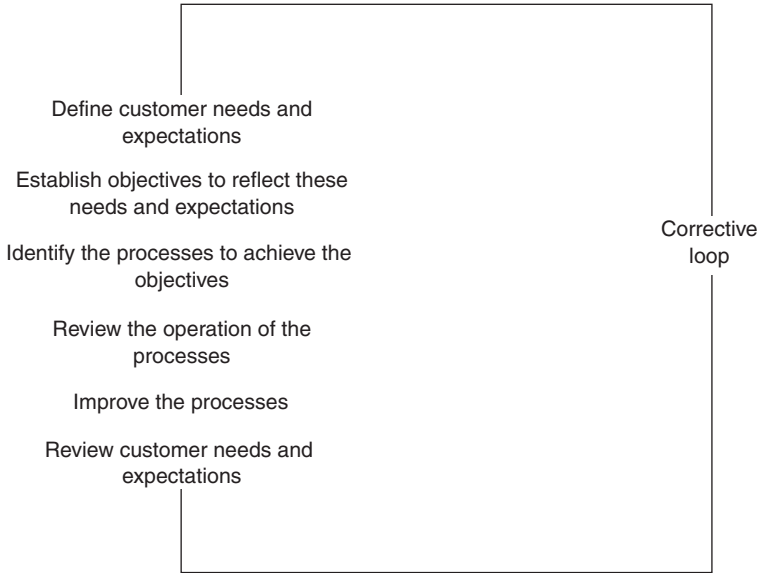 Define customer needs and
expectations
Establish objectives to reflect these
needs and expectations
Identify the processes to achieve the
objectives
Review the operation of the
processes
Improve the processes
Review customer needs and
expectations
Corrective
loop